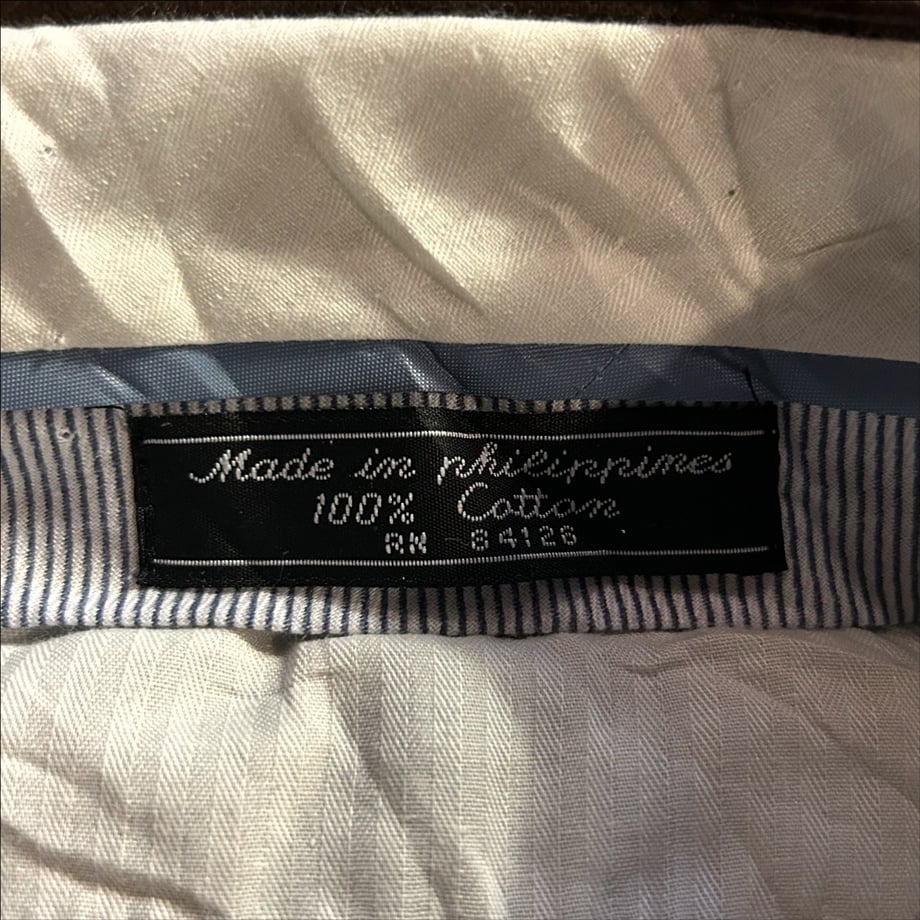 Made in philippines
100% Cotton
RN 84126